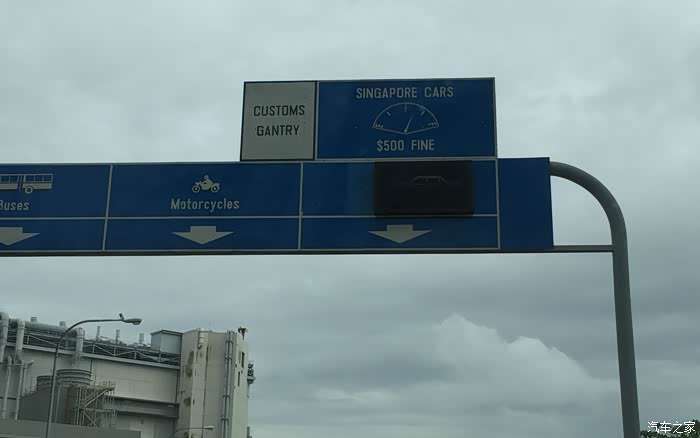 CUSTOMS
GANTRY
SINGAPORE CARS
$500 FINE
Buses
Motorcycles
汽车之家